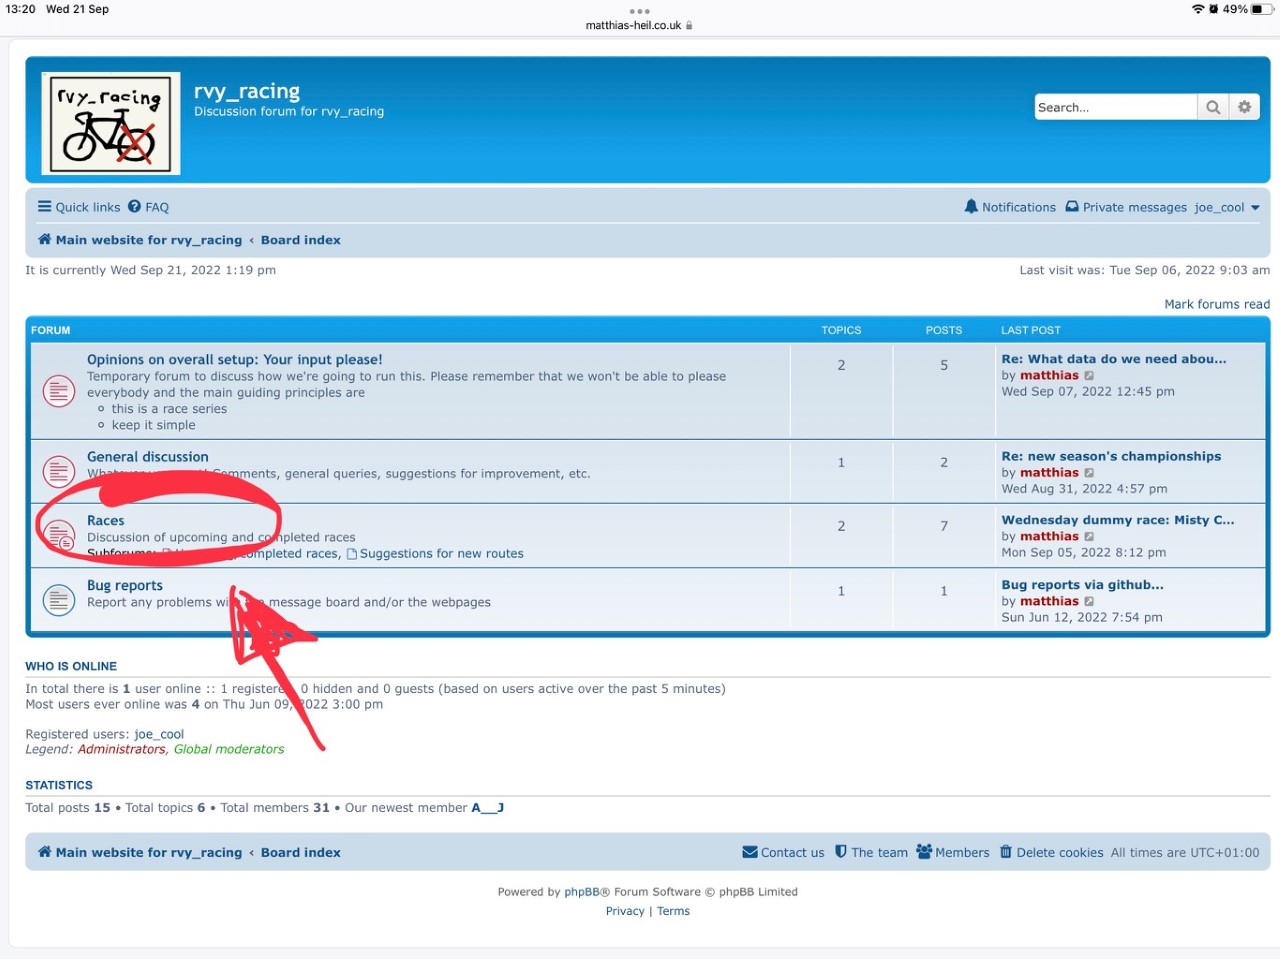 13:20 Wed 21 Sep
49%
matthias-heil.co.uk
rvy_racing
rvy_racing
Discussion forum for rvy_racing
Search...
Quick links FAQ
Notifications Private messages joe_cool
Main website for rvy_racing ‹ Board index
It is currently Wed Sep 21, 2022 1:19 pm
Last visit was: Tue Sep 06, 2022 9:03 am
Mark forums read
FORUM TOPICS POSTS LAST POST
Opinions on overall setup: Your input please!
Temporary forum to discuss how we're going to run this. Please remember that we won't be able to please
everybody and the main guiding principles are
this is a race series
keep it simple
2 5
Re: What data do we need abou...
by matthias
Wed Sep 07, 2022 12:45 pm
General discussion
Comments, general queries, suggestions for improvement, etc.
1 2
Re: new season's championships
by matthias
Wed Aug 31, 2022 4:57 pm
Races
Discussion of upcoming and completed races
Subforums: completed races, Suggestions for new routes
2 7
Wednesday dummy race: Misty C...
by matthias
Mon Sep 05, 2022 8:12 pm
Bug reports
Report any problems with the message board and/or the webpages
1 1
Bug reports via github...
by matthias
Sun Jun 12, 2022 7:54 pm
WHO IS ONLINE
In total there is 1 user online :: 1 registered, 0 hidden and 0 guests (based on users active over the past 5 minutes)
Most users ever online was 4 on Thu Jun 09, 2022 3:00 pm
Registered users: joe_cool
Legend: Administrators, Global moderators
STATISTICS
Total posts 15 • Total topics 6 • Total members 31 • Our newest member A__J
Main website for rvy_racing ‹ Board index
Contact us The team Members Delete cookies All times are UTC+01:00
Powered by phpBB® Forum Software © phpBB Limited
Privacy | Terms